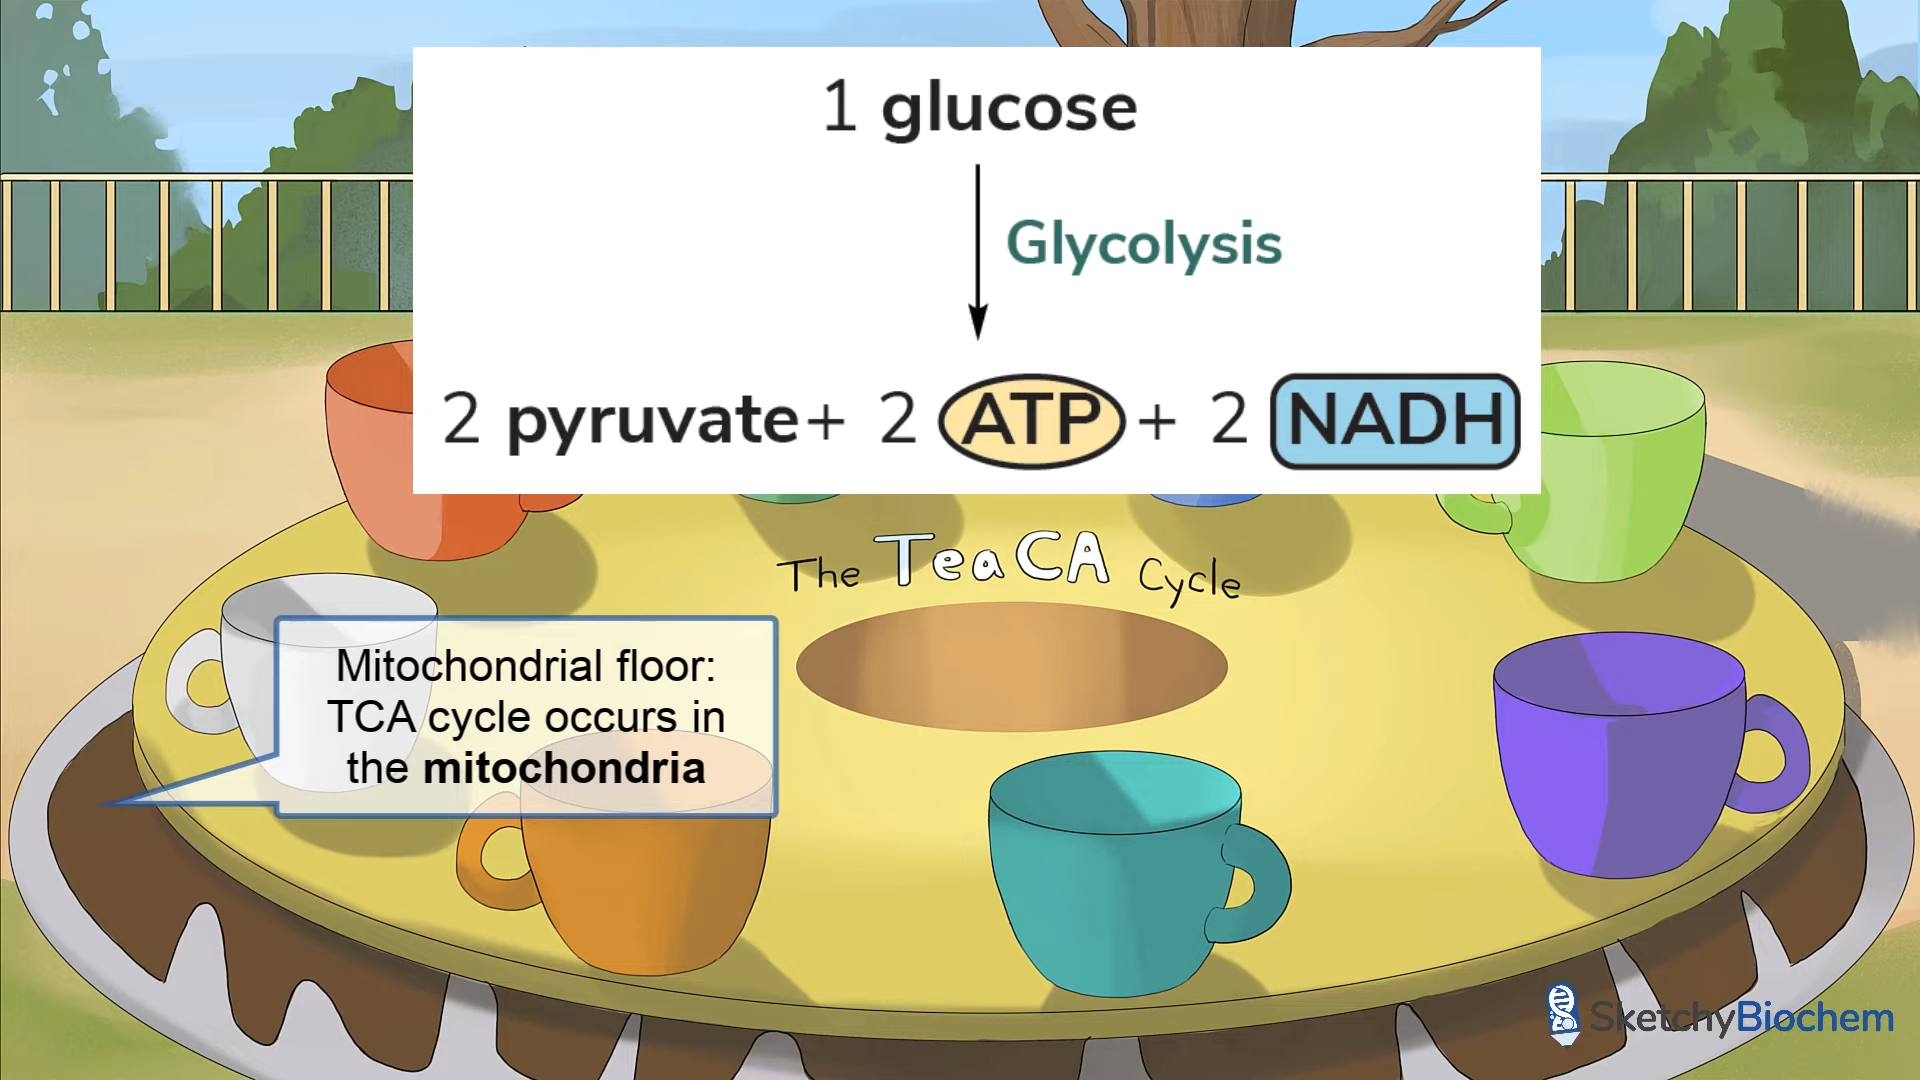 1 glucose
Glycolysis
2 pyruvate + 2 ATP + 2 NADH
The TeaCA Cycle
Mitochondrial floor:
TCA cycle occurs in
the mitochondria
SketchyBiochem